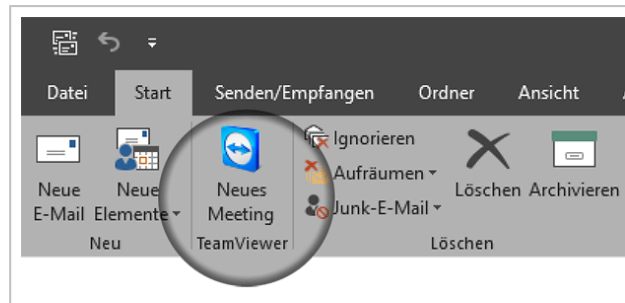 Datei Start Senden/Empfangen Ordner Ansicht
Neue E-Mail
Neue Elemente
Neues Meeting
Ignorieren
Aufräumen
Junk-E-Mail
Löschen
Archivieren
Neu
TeamViewer
Löschen